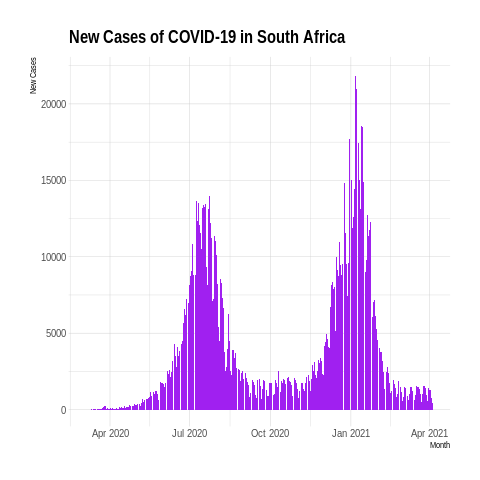 New Cases of COVID-19 in South Africa
New Cases
20000
15000
10000
5000
0
Apr 2020 Jul 2020 Oct 2020 Jan 2021 Apr 2021
Month